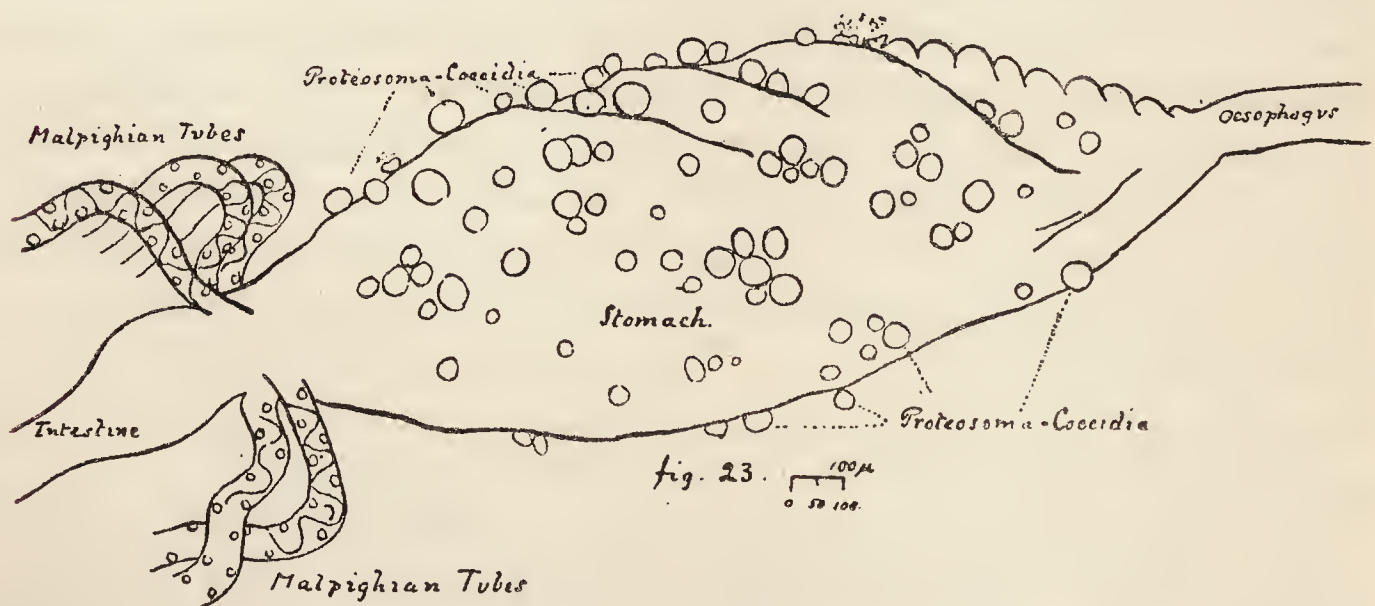 Proteosoma-Coccidia
Malpighian Tubes
Oesophagus
Stomach.
Intestine
Proteosoma-Coccidia
fig. 23.
100µ
0 50 100.
Malpighian Tubes